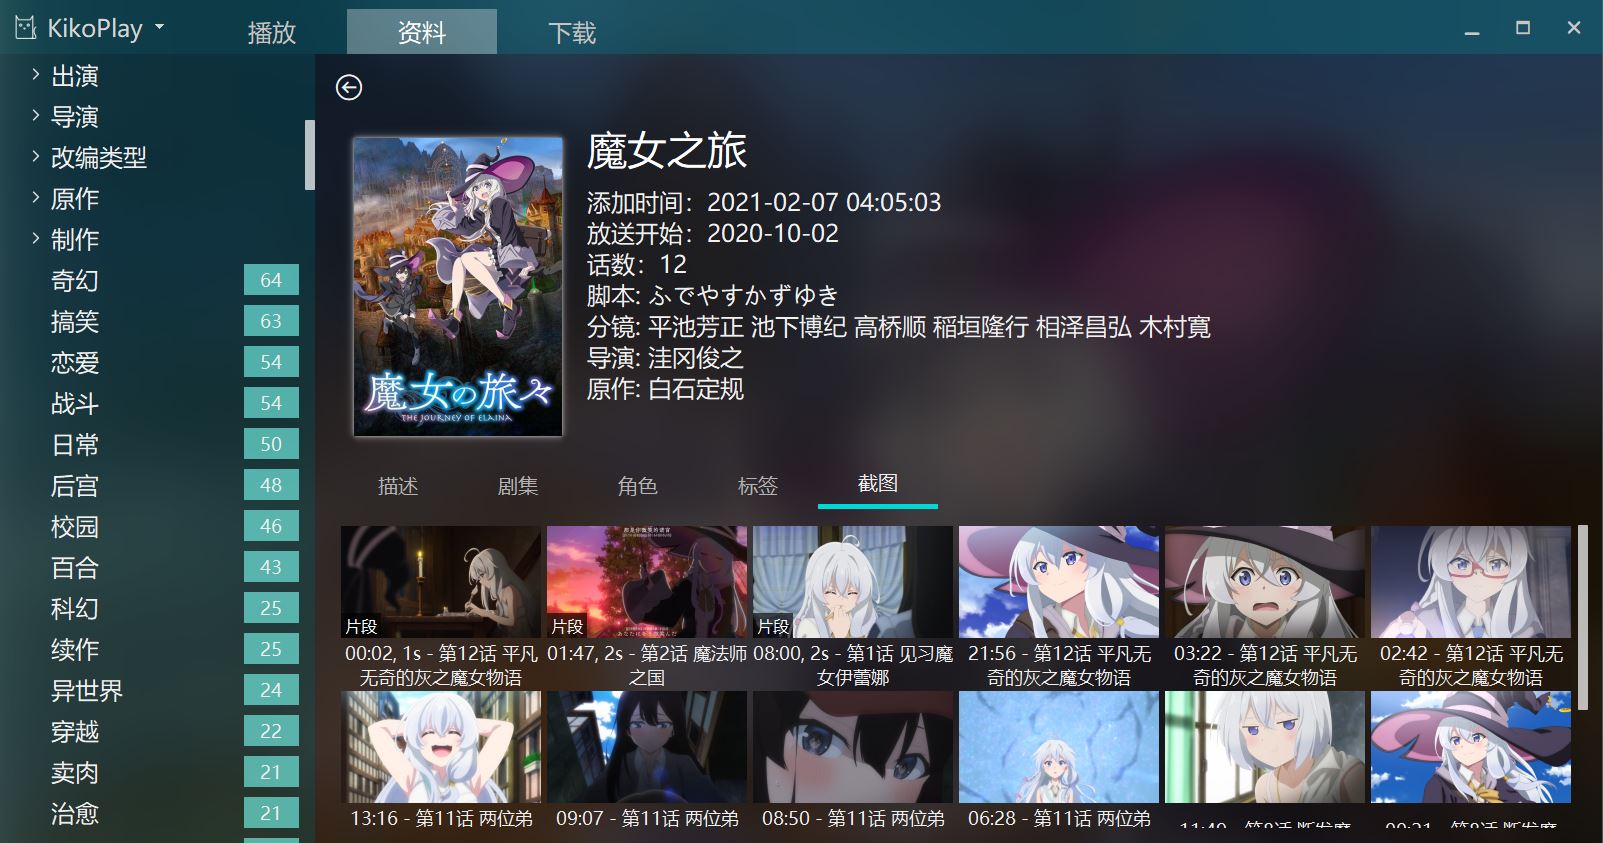 KikoPlay
播放
资料
下载
出演
导演
改编类型
原作
制作
奇幻 64
搞笑 63
恋爱 54
战斗 54
日常 50
后宫 48
校园 46
百合 43
科幻 25
续作 25
异世界 24
穿越 22
卖肉 21
治愈 21
魔女の旅々
THE JOURNEY OF ELAINA
魔女之旅
添加时间：2021-02-07 04:05:03
放送开始：2020-10-02
话数：12
脚本: ふでやすかずゆき
分镜: 平池芳正 池下博纪 高桥顺 稲垣隆行 相泽昌弘 木村寛
导演: 洼冈俊之
原作: 白石定规
描述
剧集
角色
标签
截图
片段
00:02, 1s - 第12话 平凡
无奇的灰之魔女物语
片段
01:47, 2s - 第2话 魔法师
之国
片段
08:00, 2s - 第1话 见习魔
女伊蕾娜
21:56 - 第12话 平凡无
奇的灰之魔女物语
03:22 - 第12话 平凡无
奇的灰之魔女物语
02:42 - 第12话 平凡无
奇的灰之魔女物语
13:16 - 第11话 两位弟
09:07 - 第11话 两位弟
08:50 - 第11话 两位弟
06:28 - 第11话 两位弟